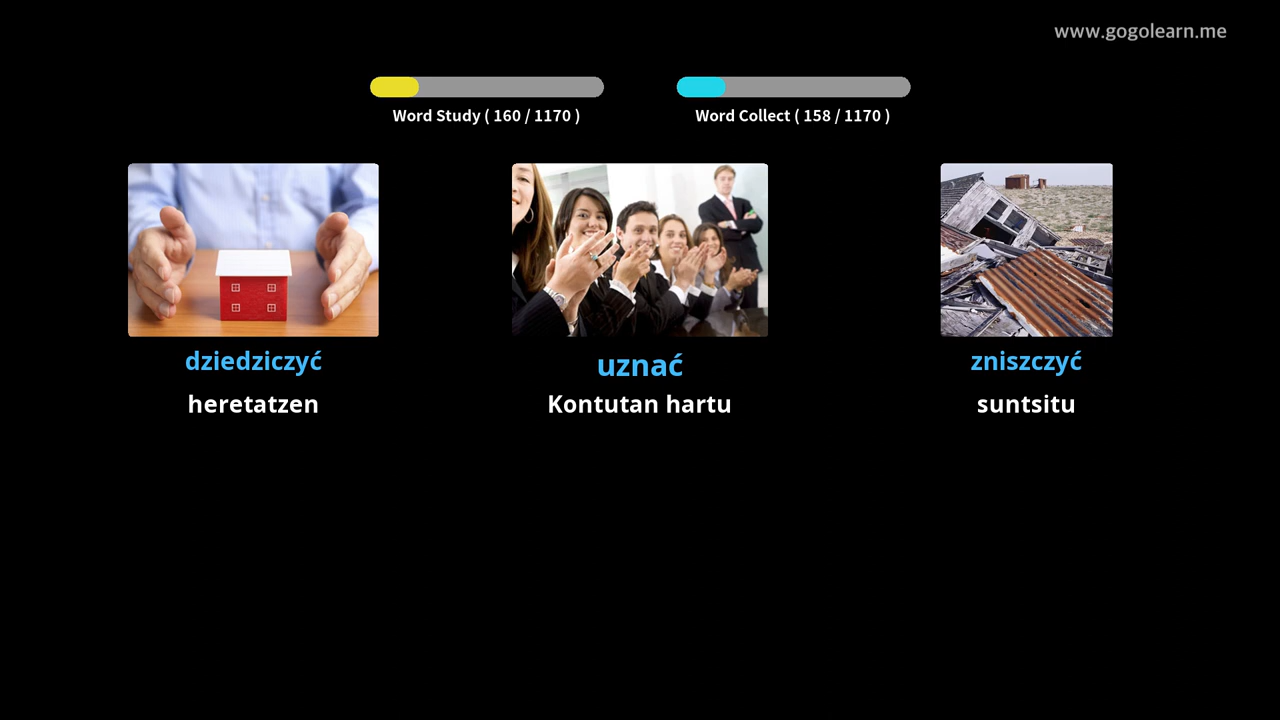 www.gogolearn.me
Word Study ( 160 / 1170 )
Word Collect ( 158 / 1170 )
dziedziczyć
uznać
zniszczyć
heretatzen
Kontutan hartu
suntsitu